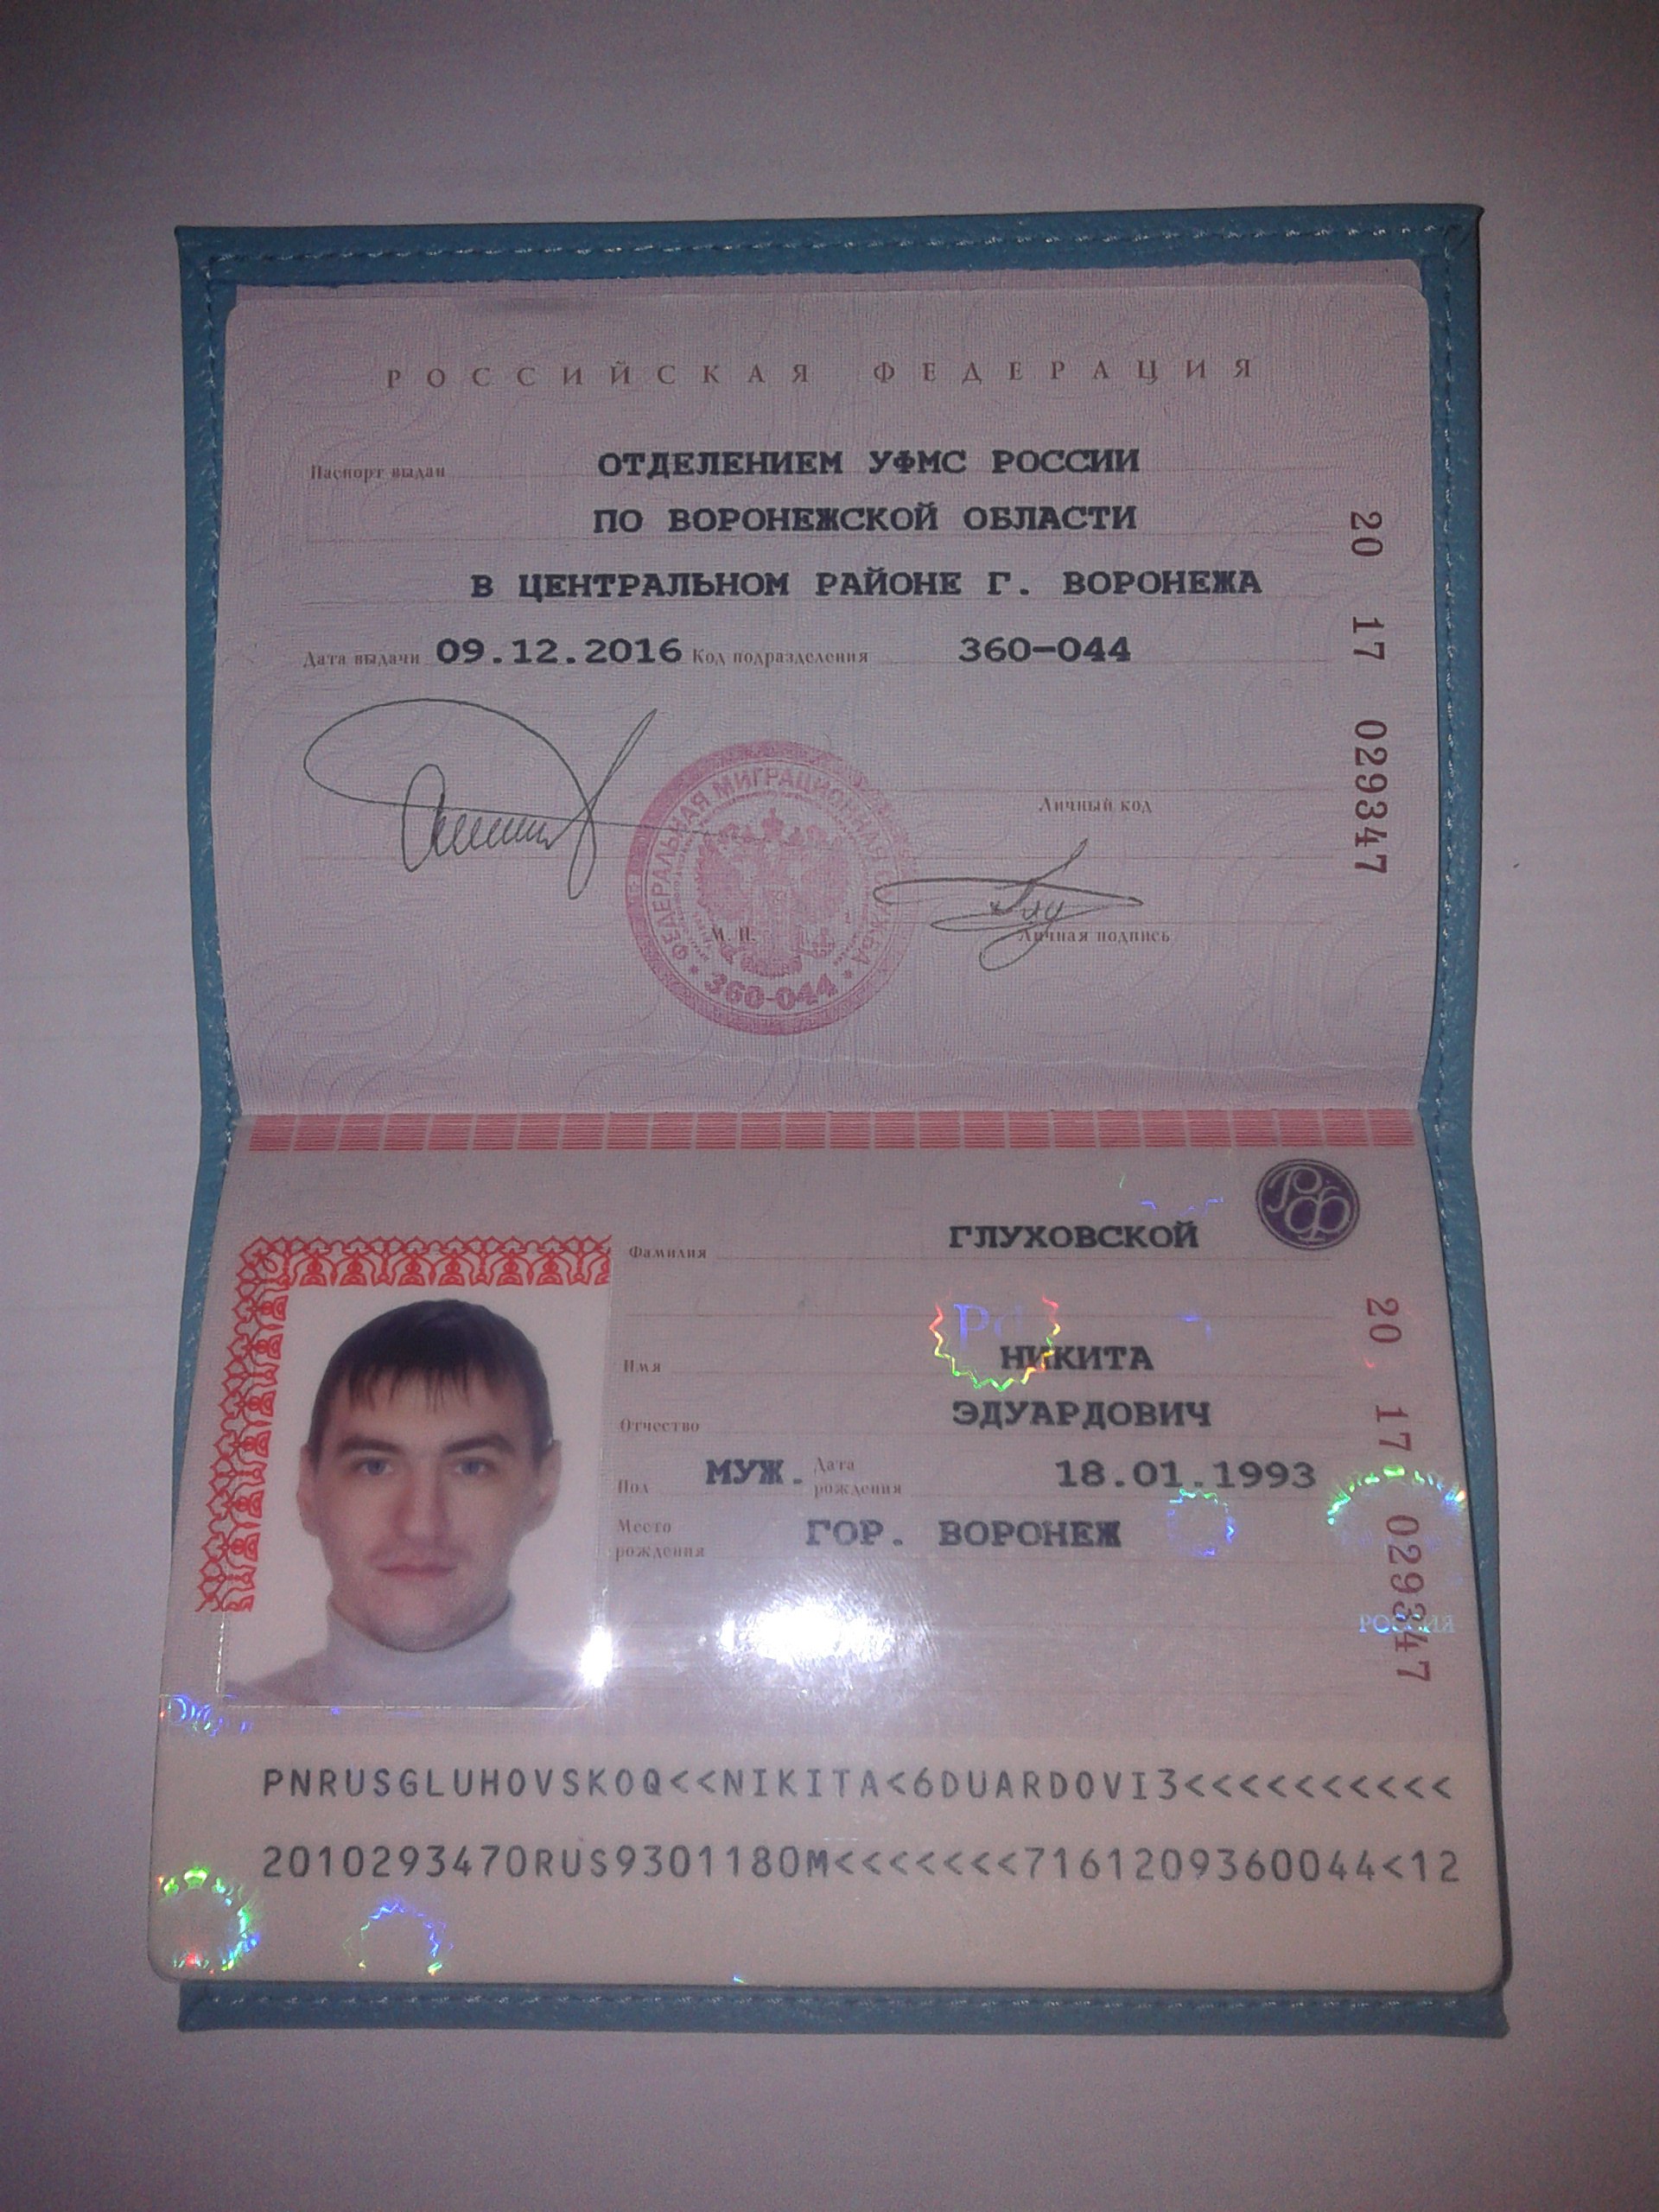 РОССИЙСКАЯ ФЕДЕРАЦИЯ
Паспорт выдан ОТДЕЛЕНИЕМ УФМС РОССИИ
ПО ВОРОНЕЖСКОЙ ОБЛАСТИ
В ЦЕНТРАЛЬНОМ РАЙОНЕ Г. ВОРОНЕЖА
Дата выдачи 09.12.2016 Код подразделения 360-044
20 17 029347
ФЕДЕРАЛЬНАЯ МИГРАЦИОННАЯ СЛУЖБА
360-044
М. П.
Личный код
Личная подпись
РФ
Фамилия ГЛУХОВСКОЙ
Имя НИКИТА
Отчество ЭДУАРДОВИЧ
Пол МУЖ. Дата рождения 18.01.1993
Место рождения ГОР. ВОРОНЕЖ
20 17 029347
РОССИЯ
PNRUSGLUHOVSKOQ<<NIKITA<6DUARDOVI3<<<<<<<<<<
2010293470RUS9301180M<<<<<<<7161209360044<12